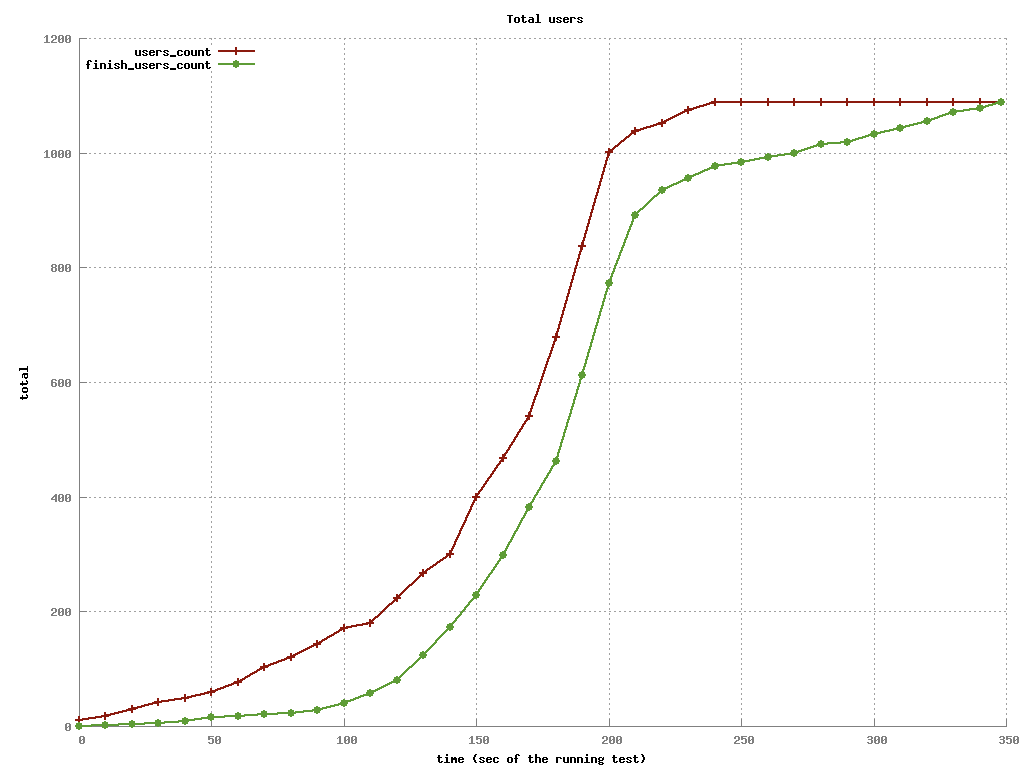 Total users
users_count
finish_users_count
1200
1000
800
600
400
200
0
total
0 50 100 150 200 250 300 350
time (sec of the running test)